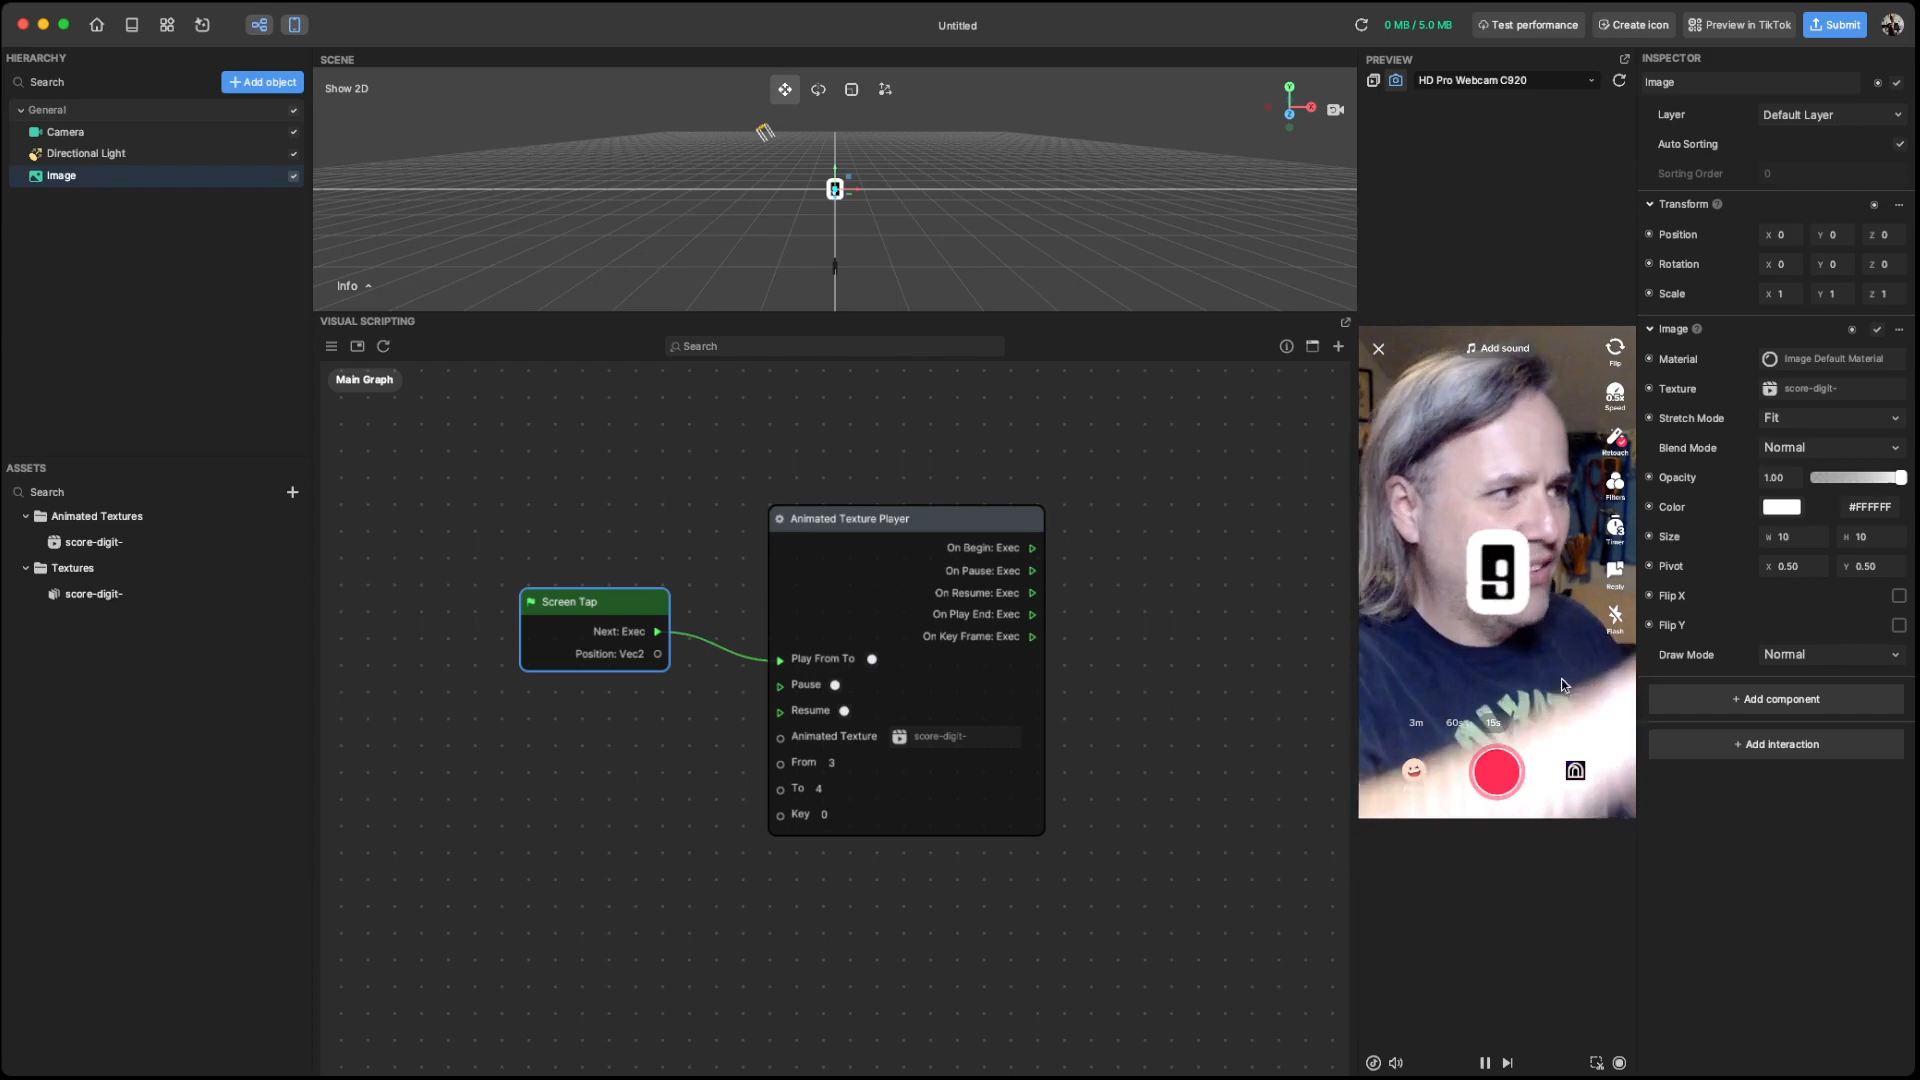 Untitled
0 MB / 5.0 MB
Test performance
Create icon
Preview in TikTok
Submit
HIERARCHY
Search
Add object
General
Camera
Directional Light
Image
SCENE
Show 2D
Y
X
Z
Info
VISUAL SCRIPTING
Search
Main Graph
Screen Tap
Next: Exec
Position: Vec2
Animated Texture Player
On Begin: Exec
On Pause: Exec
On Resume: Exec
On Play End: Exec
On Key Frame: Exec
Play From To
Pause
Resume
Animated Texture score-digit-
From 3
To 4
Key 0
ASSETS
Search
Animated Textures
score-digit-
Textures
score-digit-
PREVIEW
HD Pro Webcam C920
Add sound
Flip
0.5x
Speed
Retouch
Filters
3
Timer
Reply
Flash
9
3m 60s 15s
INSPECTOR
Image
Layer Default Layer
Auto Sorting
Sorting Order 0
Transform
Position X 0 Y 0 Z 0
Rotation X 0 Y 0 Z 0
Scale X 1 Y 1 Z 1
Image
Material Image Default Material
Texture score-digit-
Stretch Mode Fit
Blend Mode Normal
Opacity 1.00
Color #FFFFFF
Size W 10 H 10
Pivot X 0.50 Y 0.50
Flip X
Flip Y
Draw Mode Normal
+ Add component
+ Add interaction